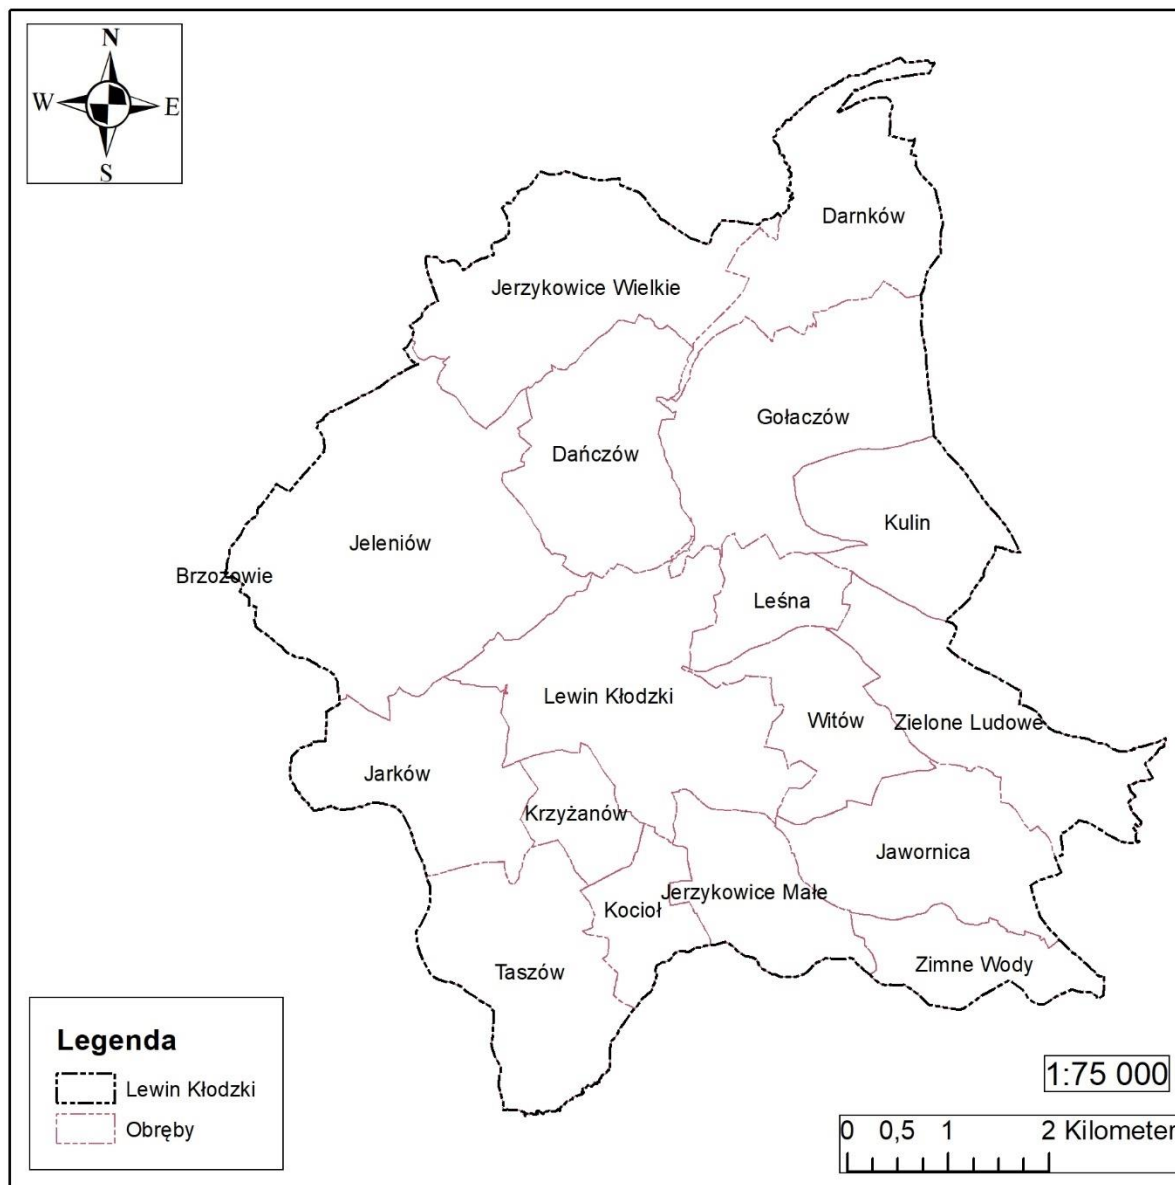 N
W
E
S
Darnków
Jerzykowice Wielkie
Gołaczów
Dańczów
Kulin
Jeleniów
Brzozowie
Leśna
Lewin Kłodzki
Witów
Zielone Ludowe
Jarków
Krzyżanów
Jawornica
Jerzykowice Małe
Kocioł
Zimne Wody
Taszów
Legenda
Lewin Kłodzki
Obręby
1:75 000
0 0,5 1 2 Kilometer